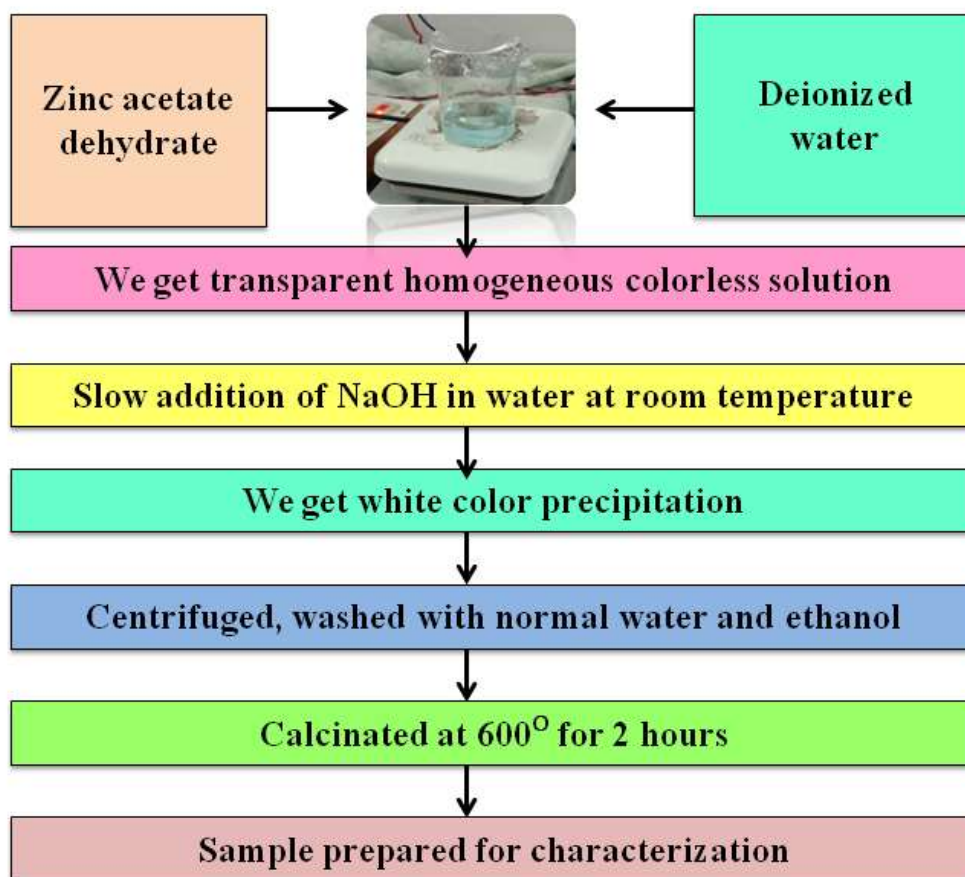 Zinc acetate
dehydrate
Deionized
water
We get transparent homogeneous colorless solution
Slow addition of NaOH in water at room temperature
We get white color precipitation
Centrifuged, washed with normal water and ethanol
Calcinated at 600⁰ for 2 hours
Sample prepared for characterization